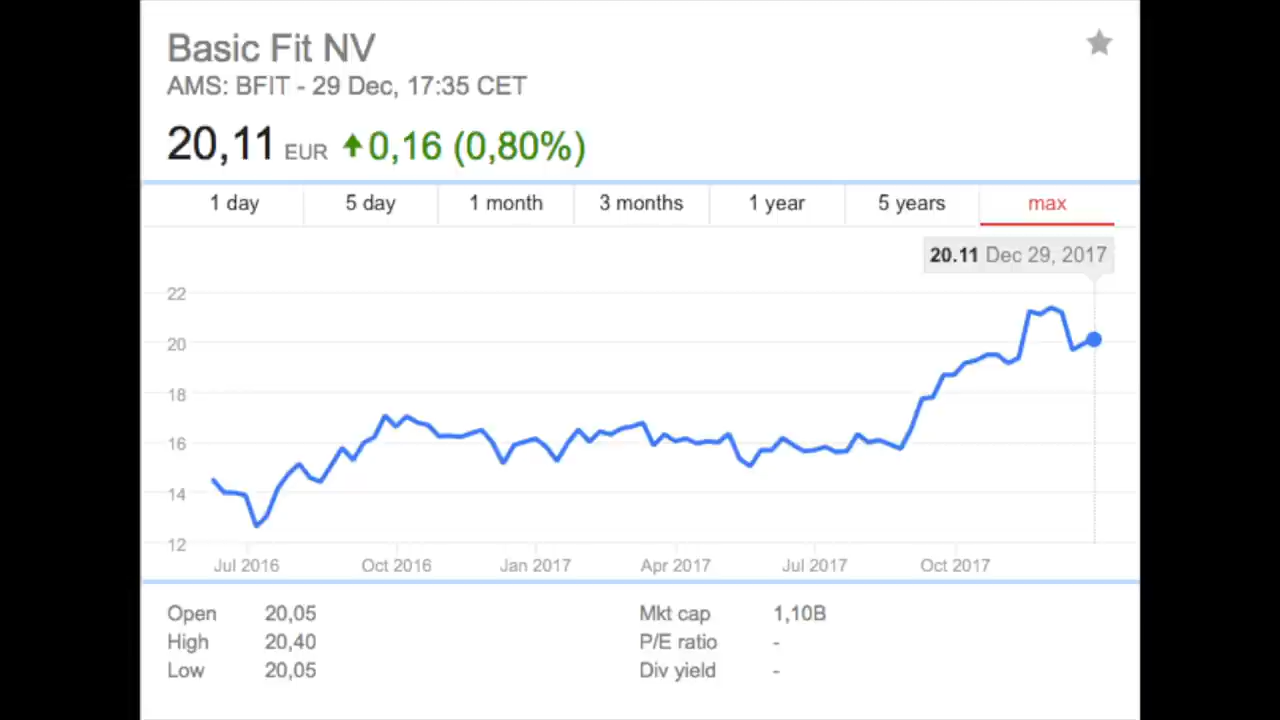 Basic Fit NV
AMS: BFIT - 29 Dec, 17:35 CET
20,11 EUR 0,16 (0,80%)
1 day 5 day 1 month 3 months 1 year 5 years max
20.11 Dec 29, 2017
22
20
18
16
14
12
Jul 2016 Oct 2016 Jan 2017 Apr 2017 Jul 2017 Oct 2017
Open 20,05 Mkt cap 1,10B
High 20,40 P/E ratio -
Low 20,05 Div yield -